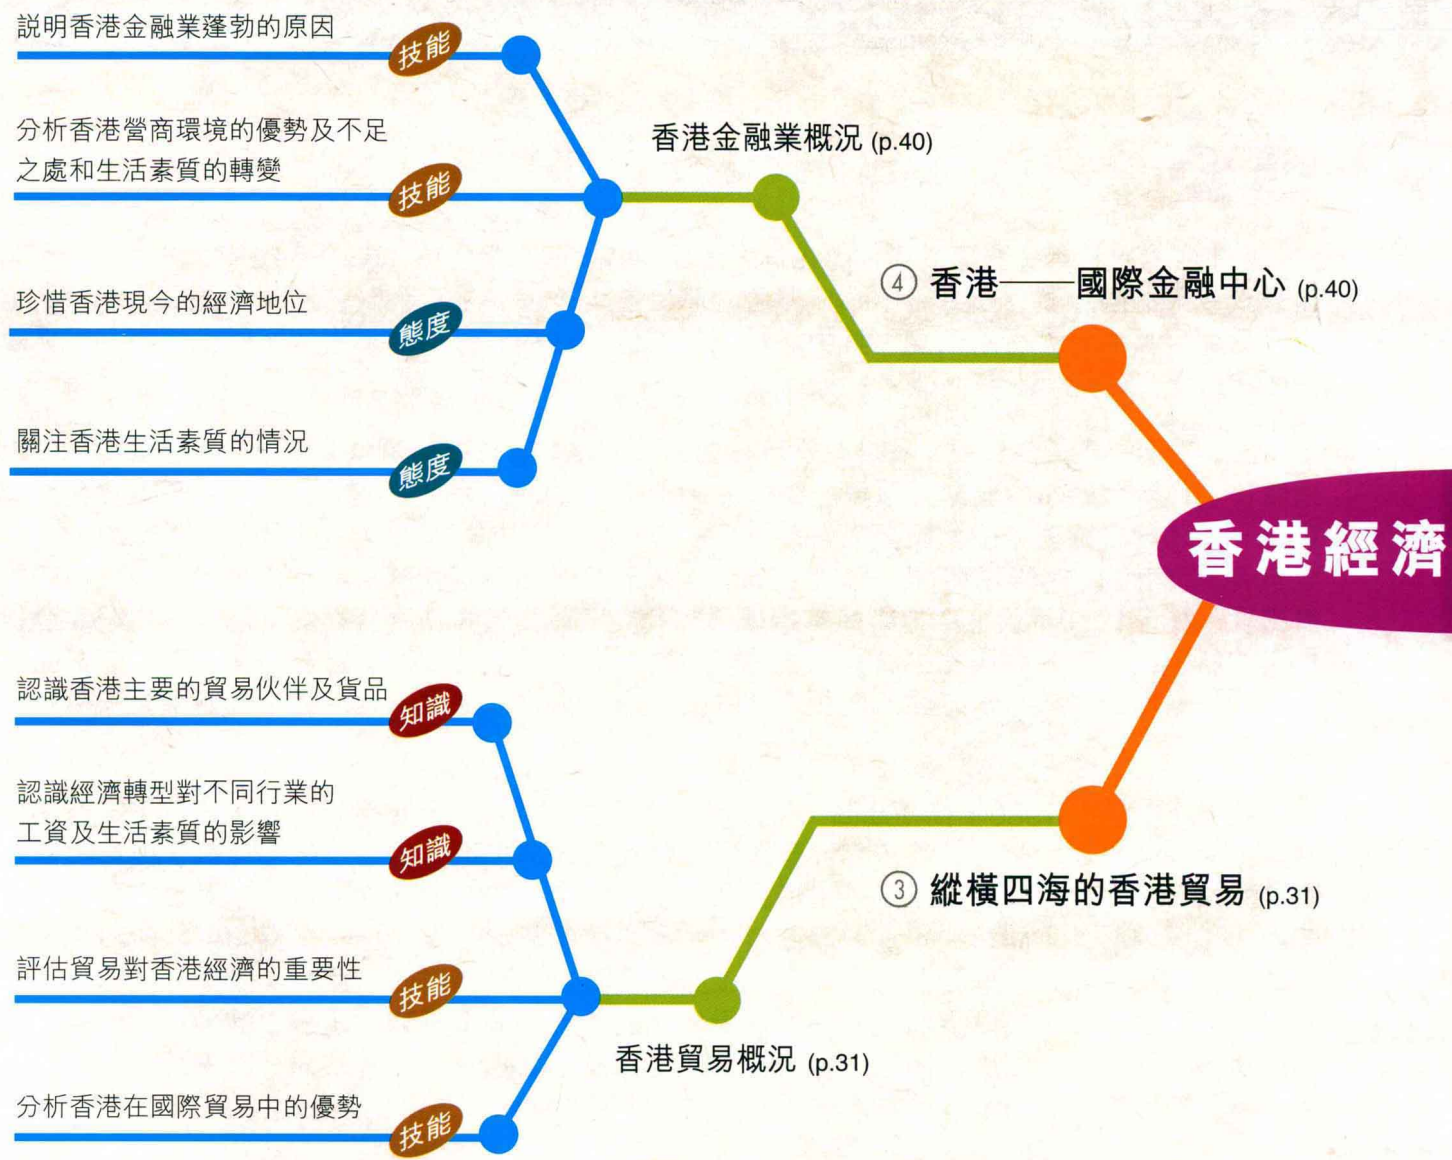 説明香港金融業蓬勃的原因
技能
分析香港營商環境的優勢及不足
之處和生活素質的轉變
技能
香港金融業概況 (p.40)
④ 香港——國際金融中心 (p.40)
珍惜香港現今的經濟地位
態度
關注香港生活素質的情況
態度
香港經濟
認識香港主要的貿易伙伴及貨品
知識
認識經濟轉型對不同行業的
工資及生活素質的影響
知識
③ 縱橫四海的香港貿易 (p.31)
評估貿易對香港經濟的重要性
技能
香港貿易概況 (p.31)
分析香港在國際貿易中的優勢
技能